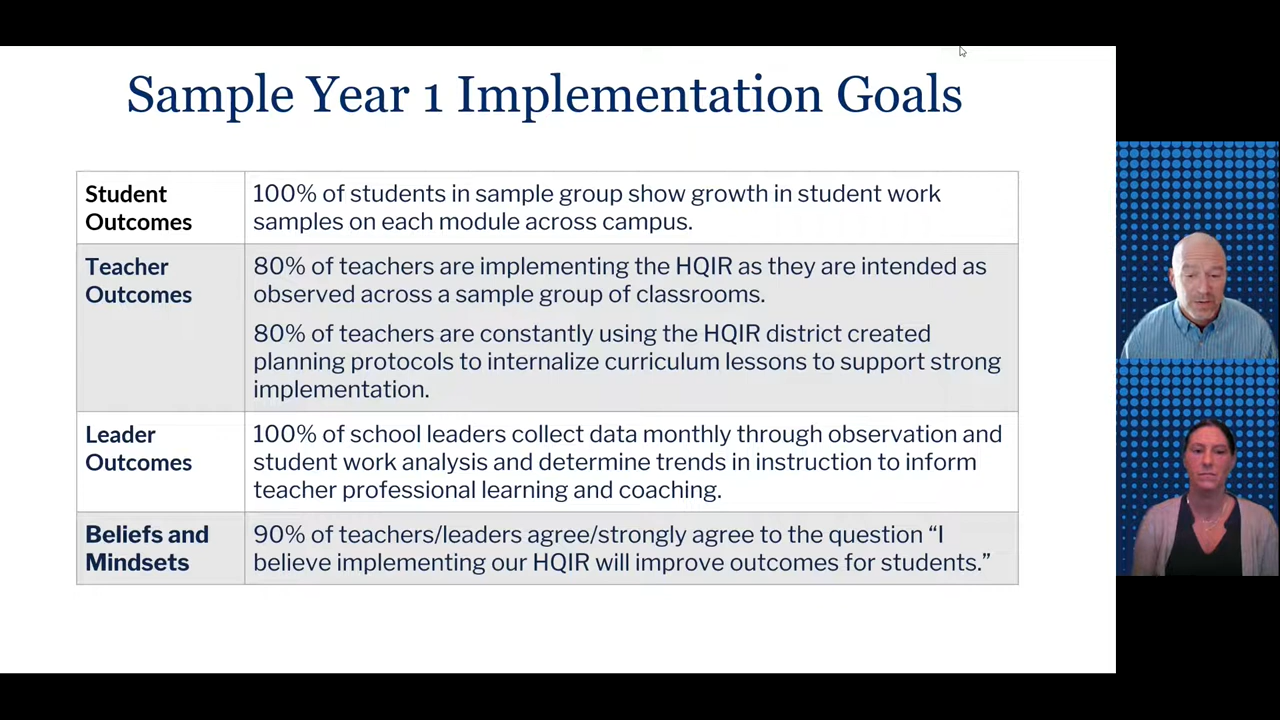 Sample Year 1 Implementation Goals
Student
Outcomes
100% of students in sample group show growth in student work
samples on each module across campus.
Teacher
Outcomes
80% of teachers are implementing the HQIR as they are intended as
observed across a sample group of classrooms.
80% of teachers are constantly using the HQIR district created
planning protocols to internalize curriculum lessons to support strong
implementation.
Leader
Outcomes
100% of school leaders collect data monthly through observation and
student work analysis and determine trends in instruction to inform
teacher professional learning and coaching.
Beliefs and
Mindsets
90% of teachers/leaders agree/strongly agree to the question “I
believe implementing our HQIR will improve outcomes for students.”